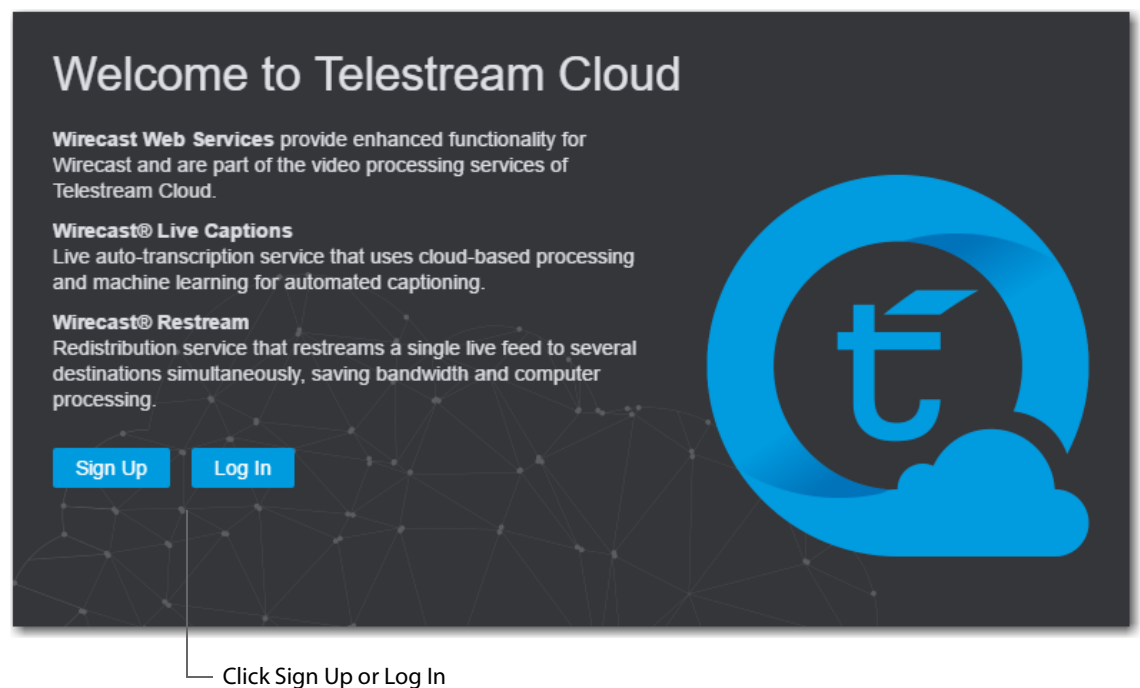 Welcome to Telestream Cloud
Wirecast Web Services provide enhanced functionality for
Wirecast and are part of the video processing services of
Telestream Cloud.
Wirecast® Live Captions
Live auto-transcription service that uses cloud-based processing
and machine learning for automated captioning.
Wirecast® Restream
Redistribution service that restreams a single live feed to several
destinations simultaneously, saving bandwidth and computer
processing.
Sign Up Log In
t
Click Sign Up or Log In